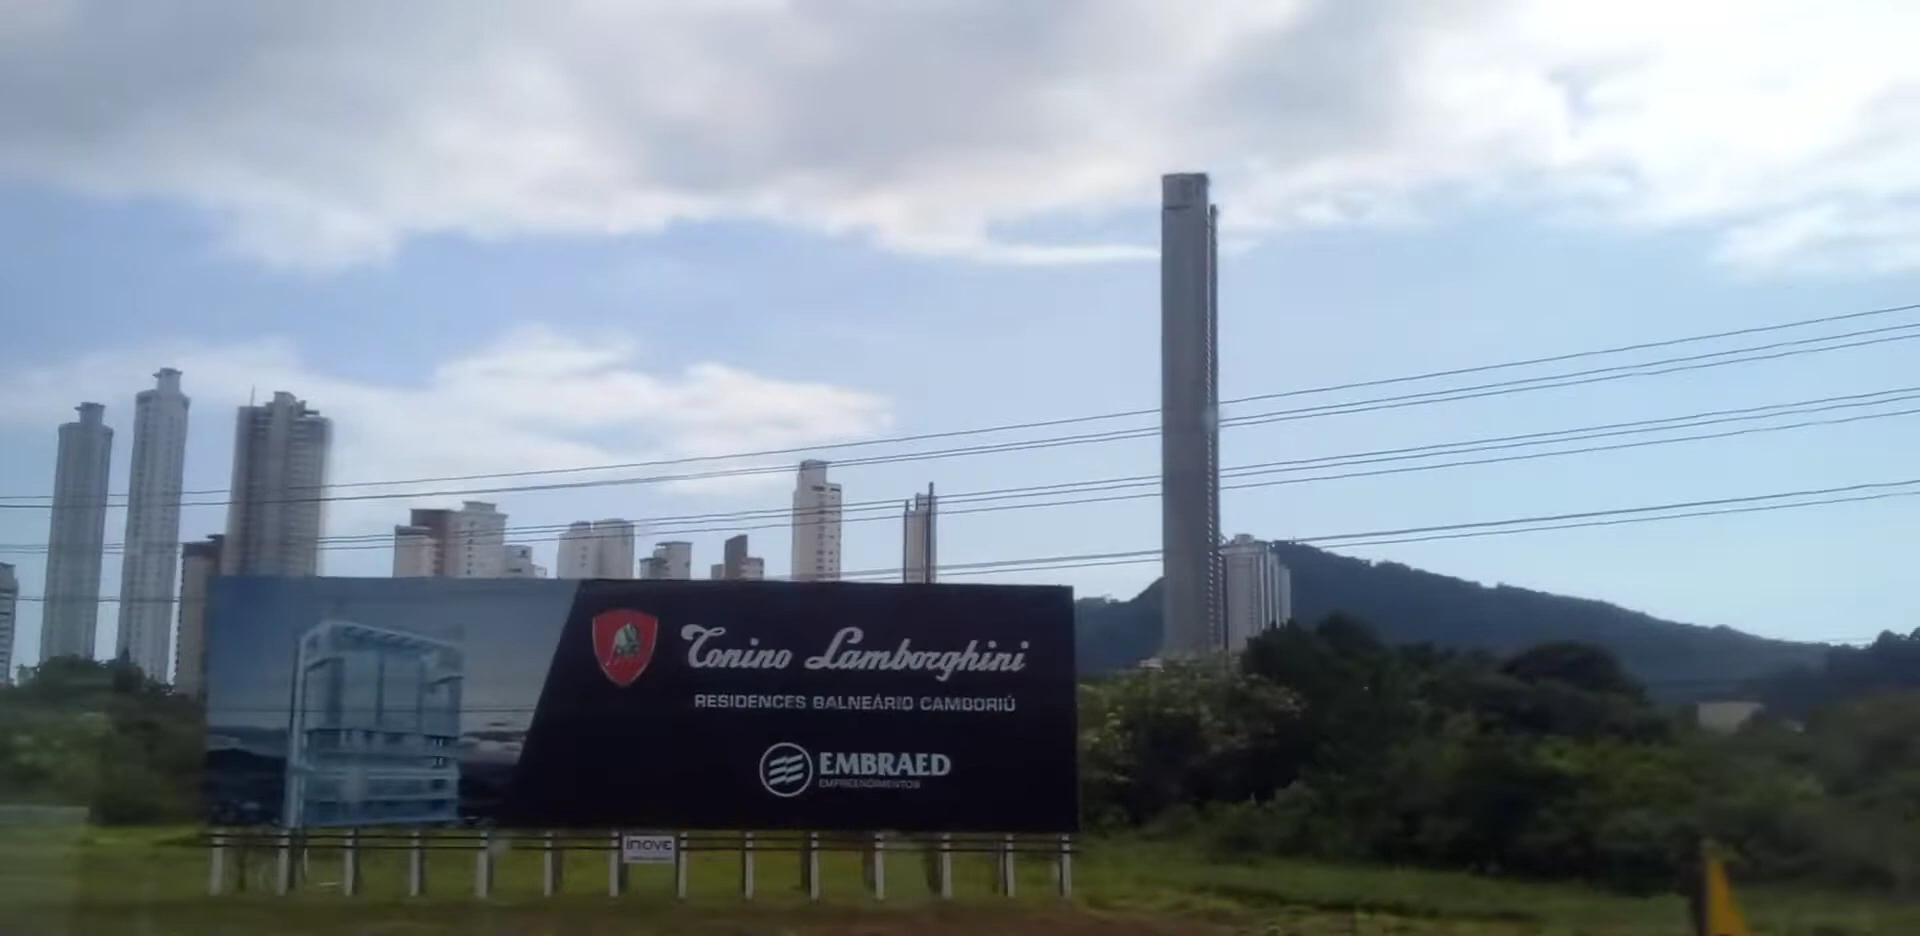 Tonino Lamborghini
RESIDENCES BALNEÁRIO CAMBORIÚ
EMBRAED
EMPREENDIMENTOS
INOVE